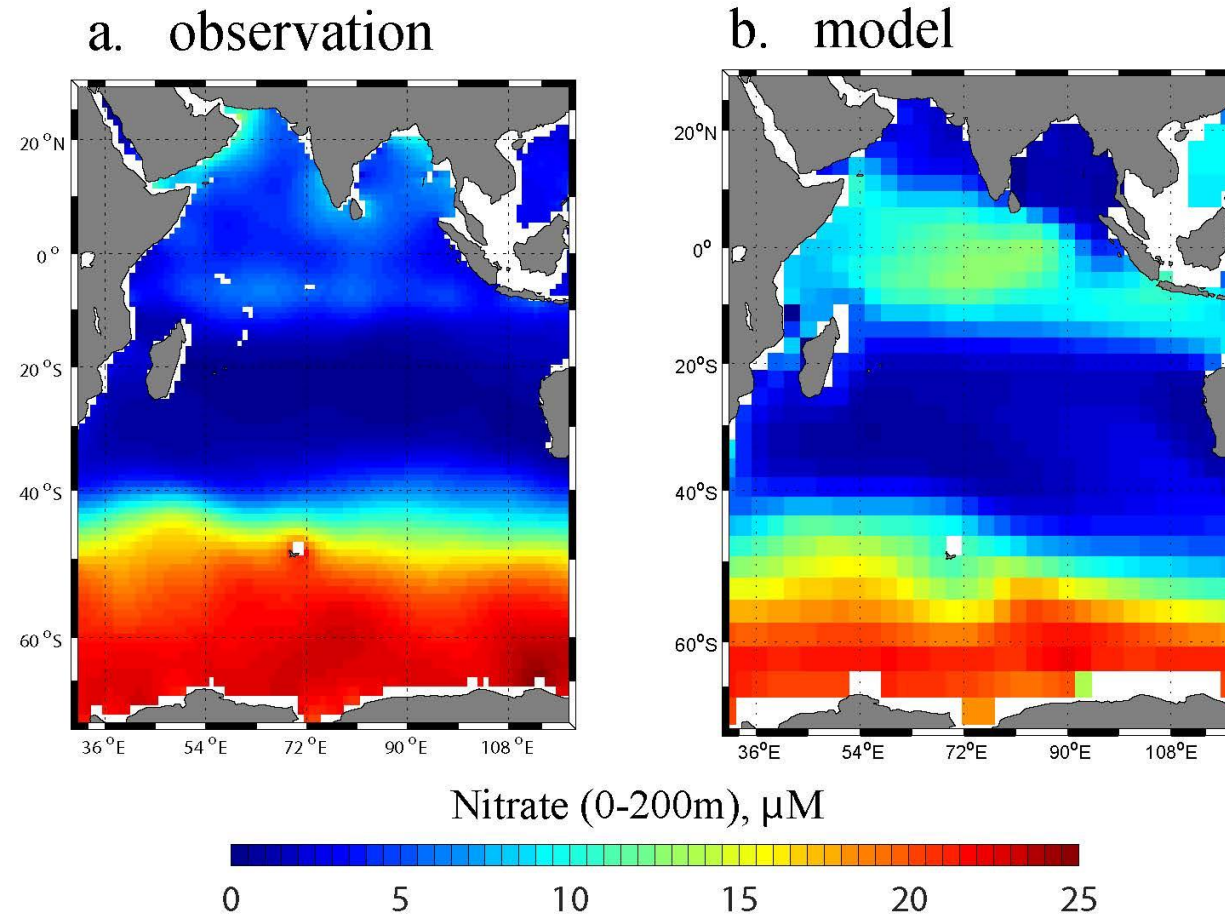 a. observation
b. model
20 °N
0°
20 °S
40 °S
60 °S
36 °E 54 °E 72 °E 90 °E 108 °E
20°N
0°
20°S
40°S
60°S
36°E 54°E 72°E 90°E 108°E
Nitrate (0-200m), μM
0 5 10 15 20 25